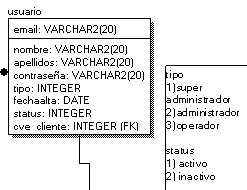 usuario
email: VARCHAR2(20)
nombre: VARCHAR2(20)
apellidos: VARCHAR2(20)
contraseña: VARCHAR2(20)
tipo: INTEGER
fechaalta: DATE
status: INTEGER
cve_cliente: INTEGER (FK)
tipo
1)super
administrador
2)administrador
3)operador
status
1) activo
2) inactivo